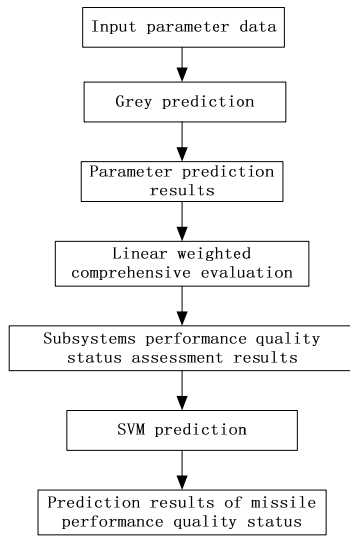 Input parameter data
Grey prediction
Parameter prediction
results
Linear weighted
comprehensive evaluation
Subsystems performance quality
status assessment results
SVM prediction
Prediction results of missile
performance quality status